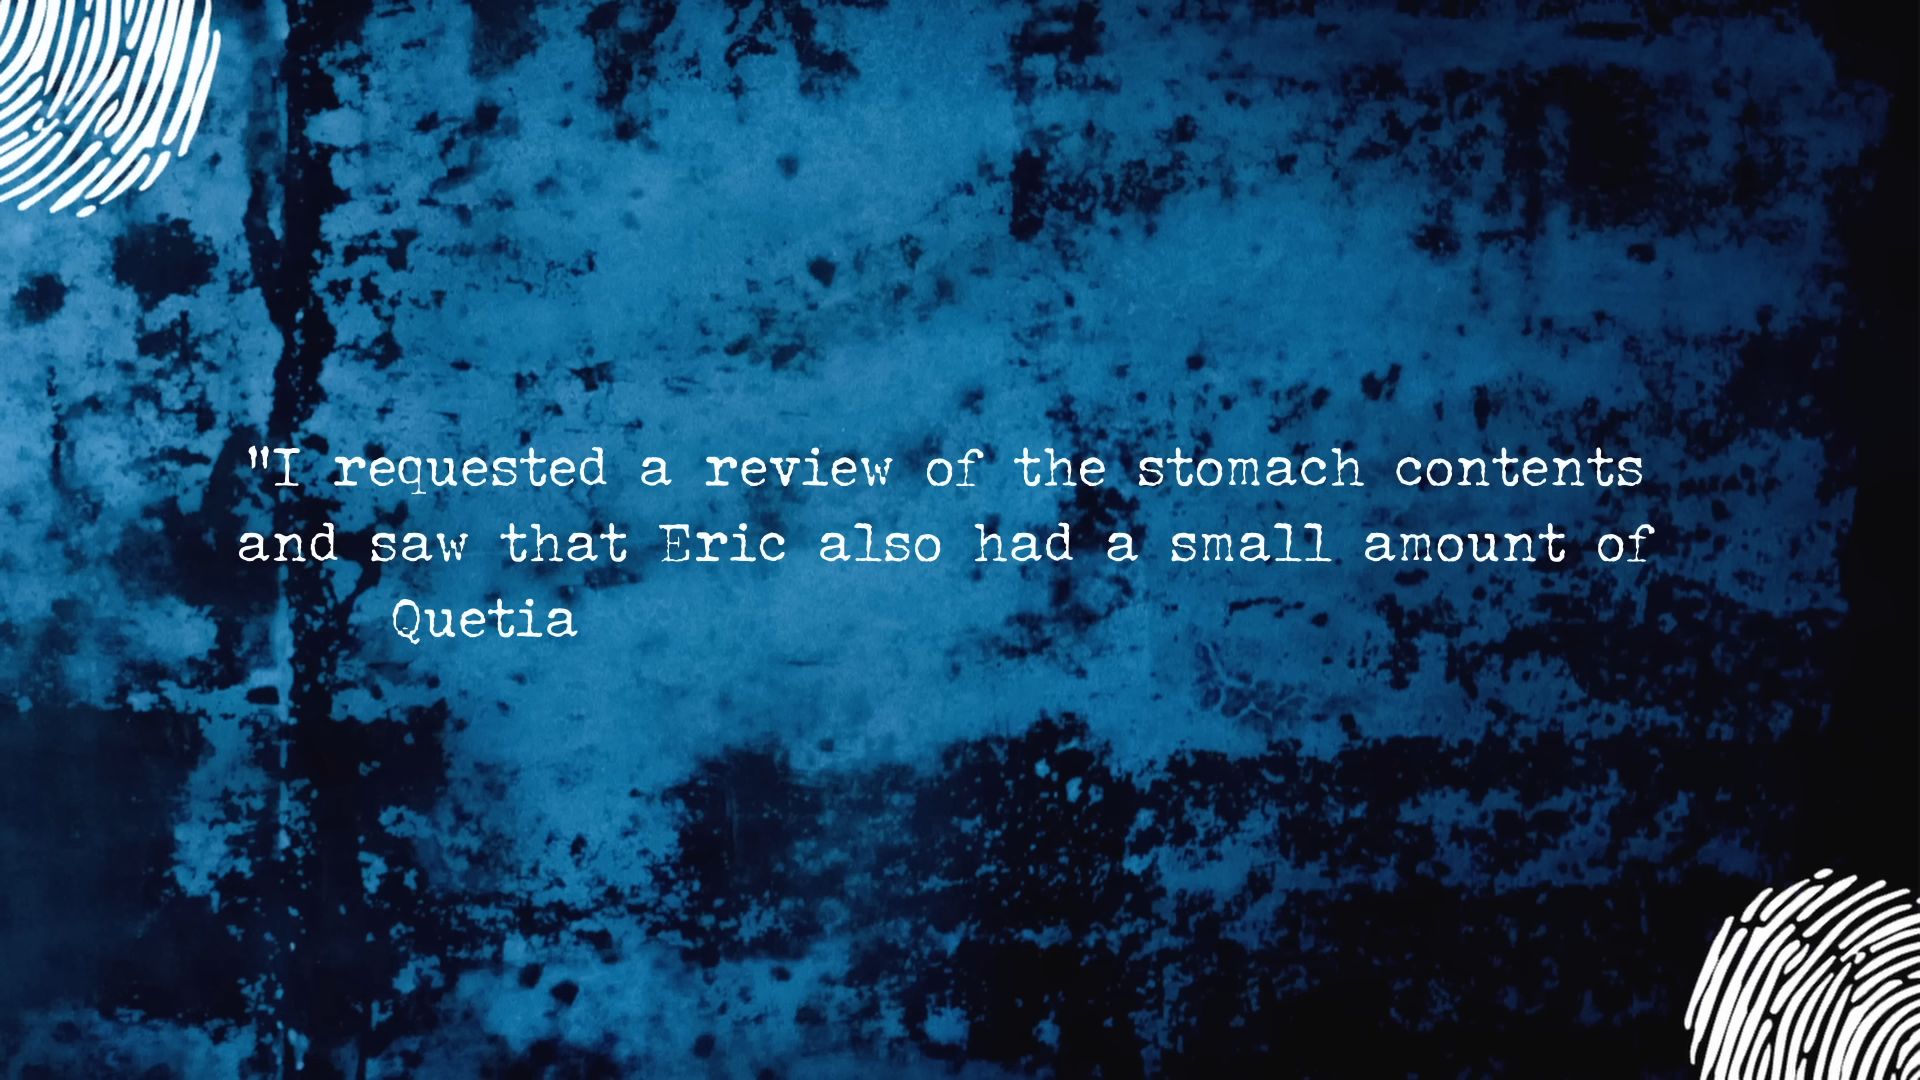 "I requested a review of the stomach contents
and saw that Eric also had a small amount of
Quetia